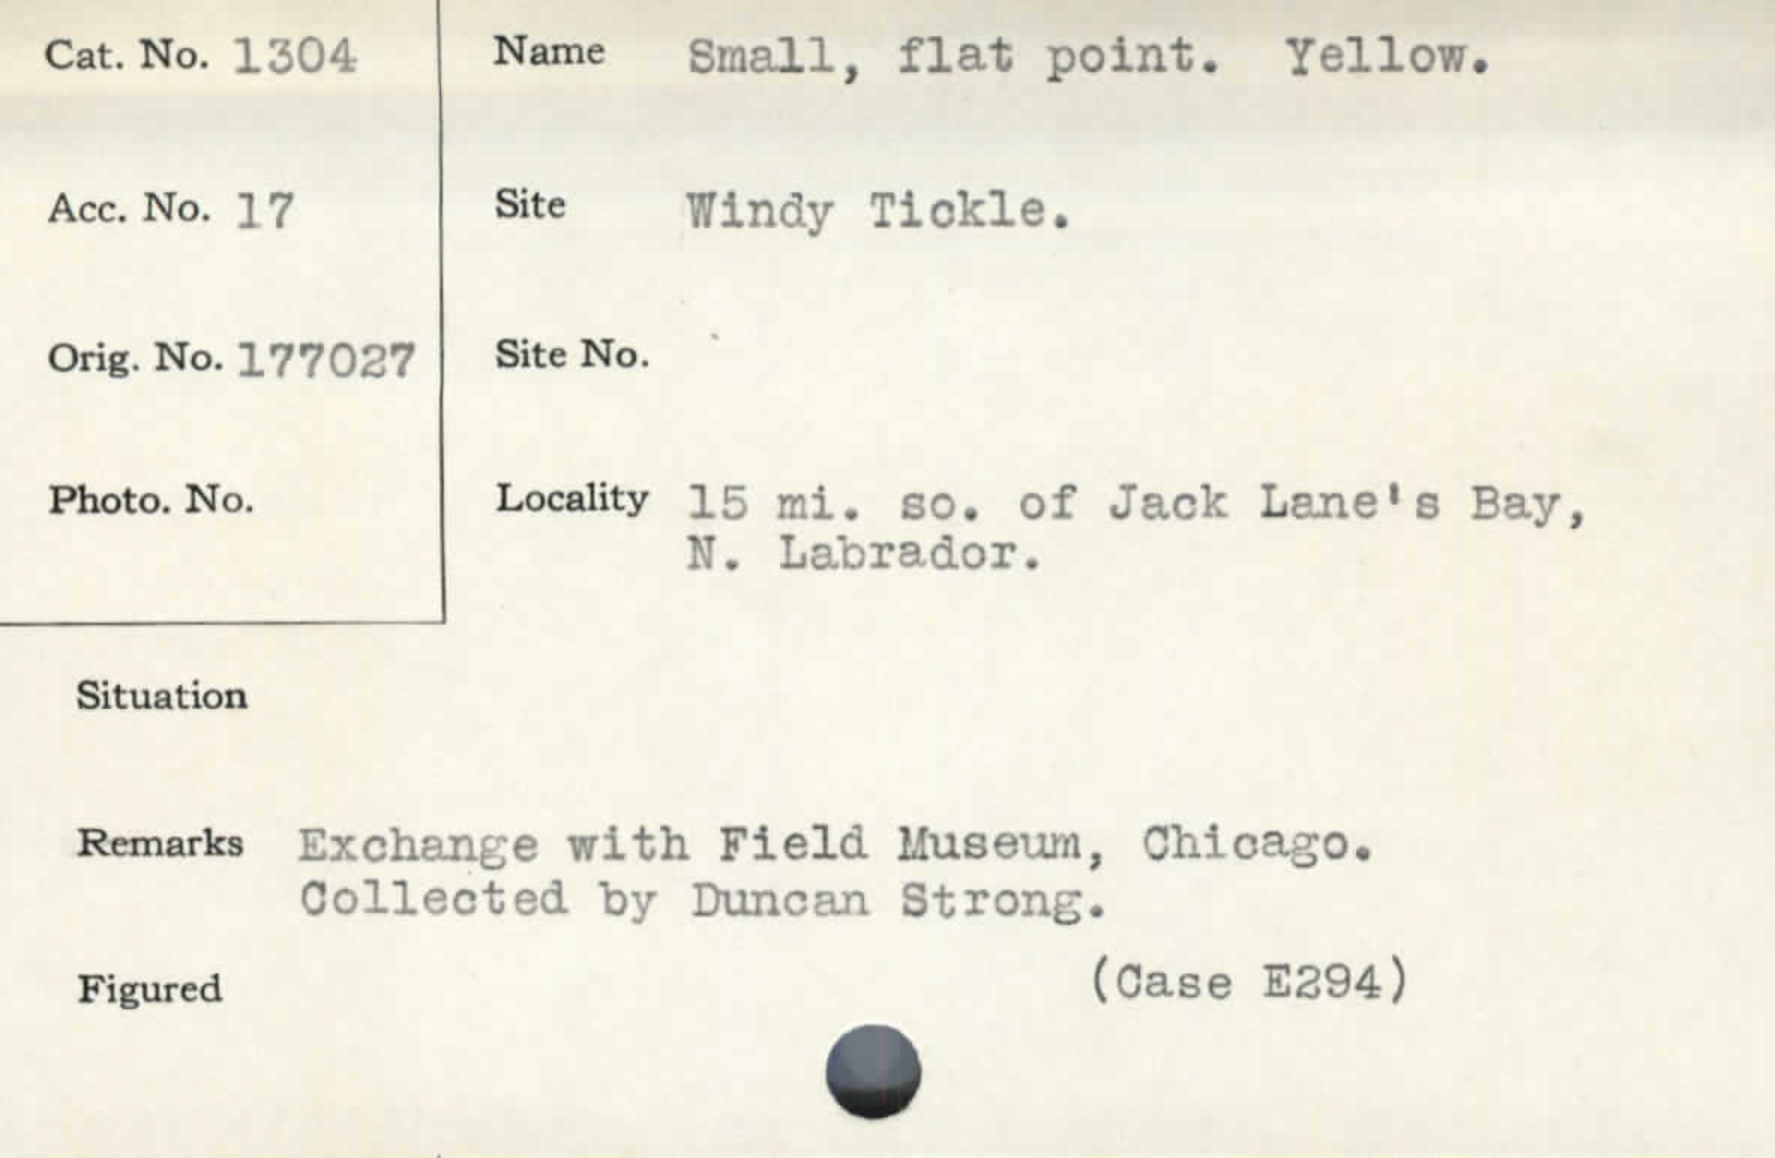 Cat. No. 1304
Name Small, flat point. Yellow.
Acc. No. 17
Site Windy Tickle.
Orig. No. 177027
Site No.
Photo. No.
Locality 15 mi. so. of Jack Lane's Bay,
N. Labrador.
Situation
Remarks Exchange with Field Museum, Chicago.
Collected by Duncan Strong.
Figured
(Case E294)